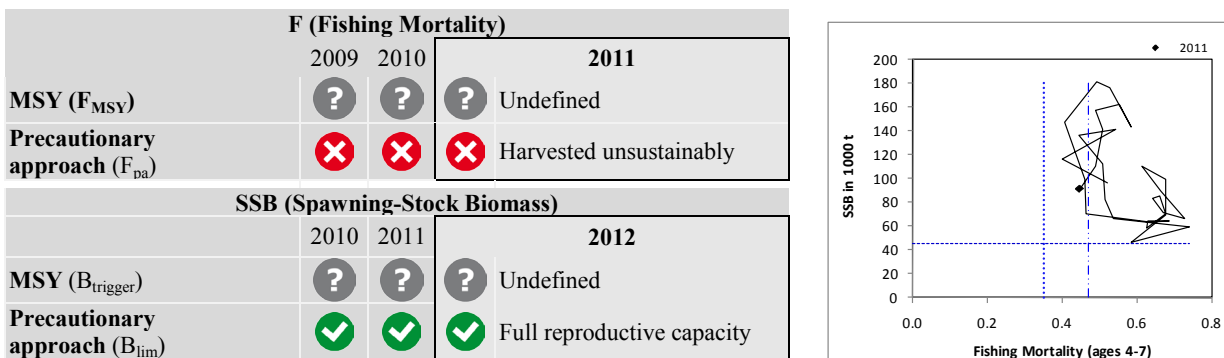 F (Fishing Mortality)
2009 2010 2011
MSY (FMSY) ? ? ? Undefined
Precautionary
approach (Fpa) Harvested unsustainably
SSB (Spawning-Stock Biomass)
2010 2011 2012
MSY (Btrigger) ? ? ? Undefined
Precautionary
approach (Blim) Full reproductive capacity
2011
SSB in 1000 t
200
180
160
140
120
100
80
60
40
20
0
0.0 0.2 0.4 0.6 0.8
Fishing Mortality (ages 4-7)